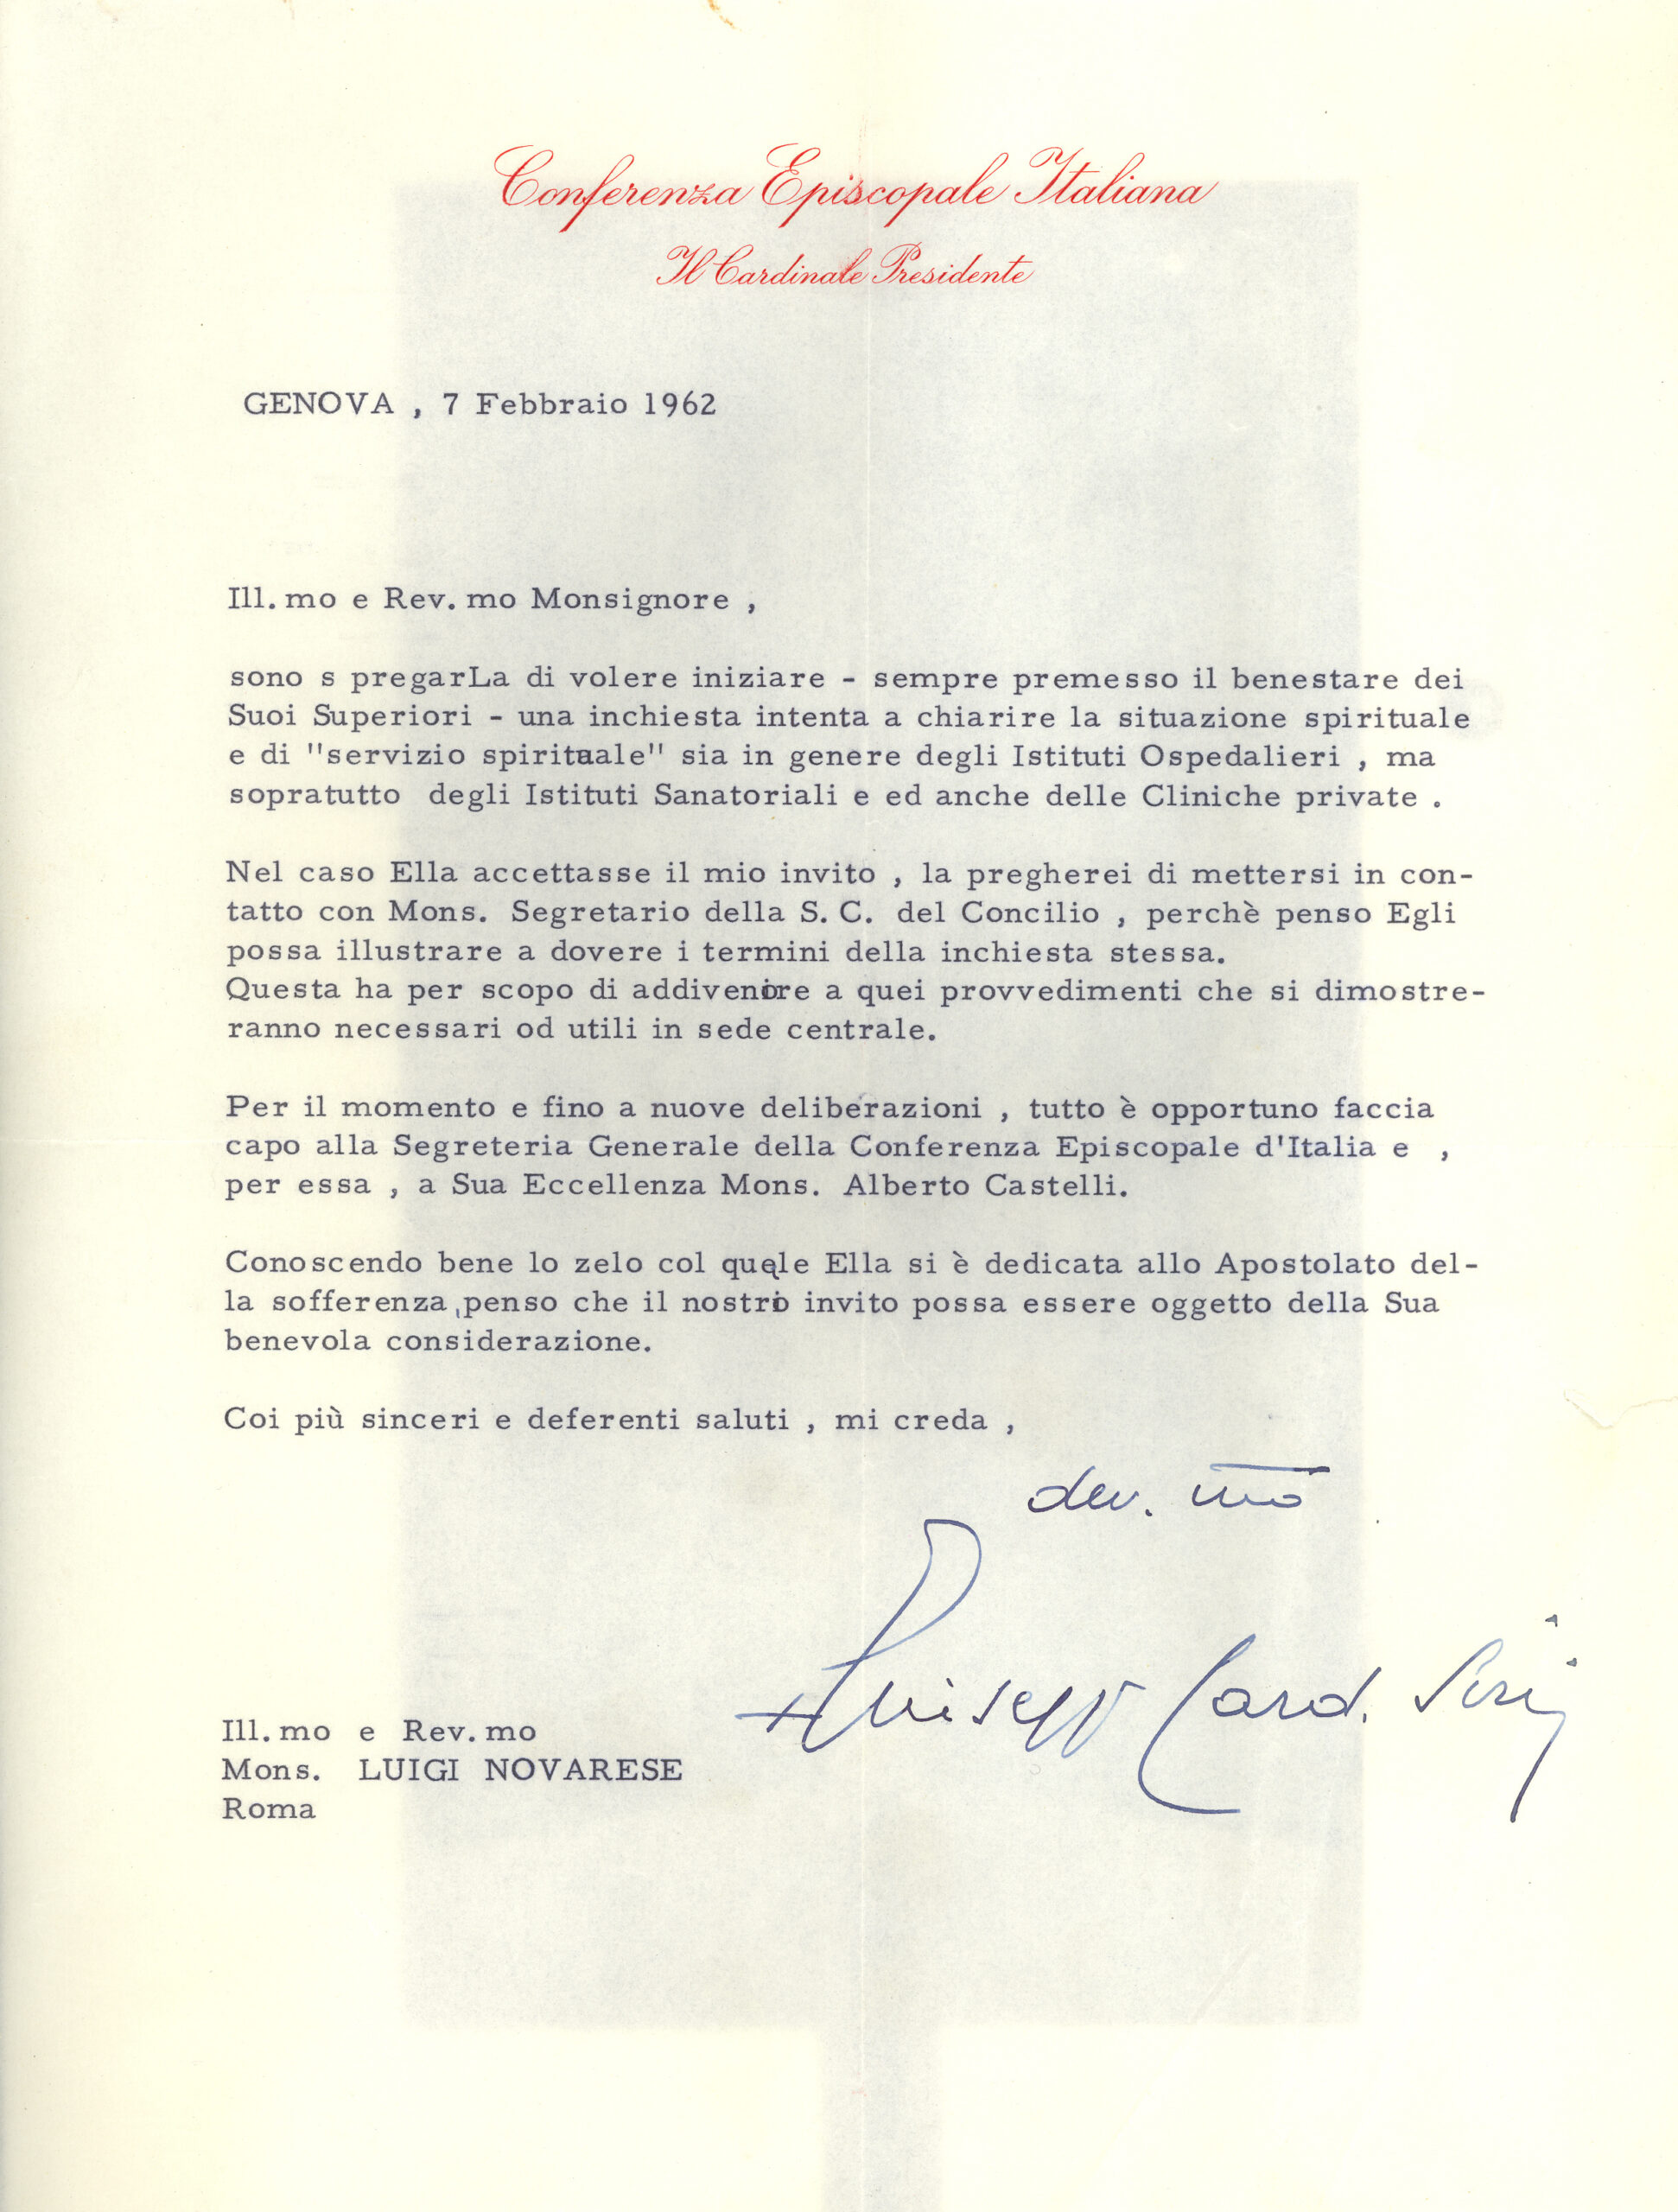 Conferenza Episcopale Italiana
Il Cardinale Presidente
GENOVA , 7 Febbraio 1962
Ill. mo e Rev. mo Monsignore ,
sono s pregarLa di volere iniziare - sempre premesso il benestare dei
Suoi Superiori - una inchiesta intenta a chiarire la situazione spirituale
e di "servizio spirituale" sia in genere degli Istituti Ospedalieri , ma
sopratutto degli Istituti Sanatoriali e ed anche delle Cliniche private .
Nel caso Ella accettasse il mio invito , la pregherei di mettersi in con-
tatto con Mons. Segretario della S. C. del Concilio , perchè penso Egli
possa illustrare a dovere i termini della inchiesta stessa.
Questa ha per scopo di addivenire a quei provvedimenti che si dimostre-
ranno necessari od utili in sede centrale.
Per il momento e fino a nuove deliberazioni , tutto è opportuno faccia
capo alla Segreteria Generale della Conferenza Episcopale d'Italia e ,
per essa , a Sua Eccellenza Mons. Alberto Castelli.
Conoscendo bene lo zelo col quale Ella si è dedicata allo Apostolato del-
la sofferenza, penso che il nostro invito possa essere oggetto della Sua
benevola considerazione.
Coi più sinceri e deferenti saluti , mi creda ,
dev. mo
Giuseppe Card. Siri
Ill. mo e Rev. mo
Mons. LUIGI NOVARESE
Roma